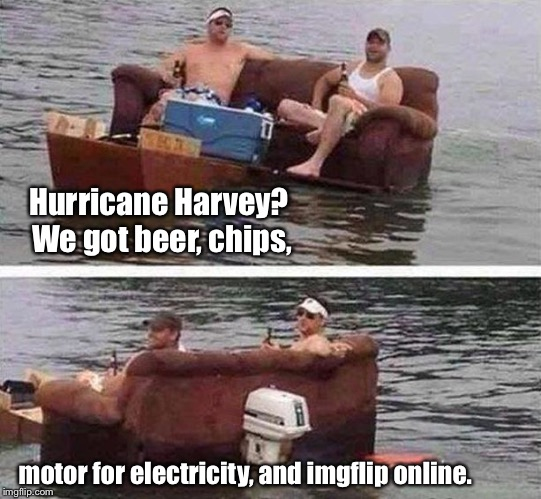 Hurricane Harvey?
We got beer, chips,
motor for electricity, and imgflip online.
imgflip.com